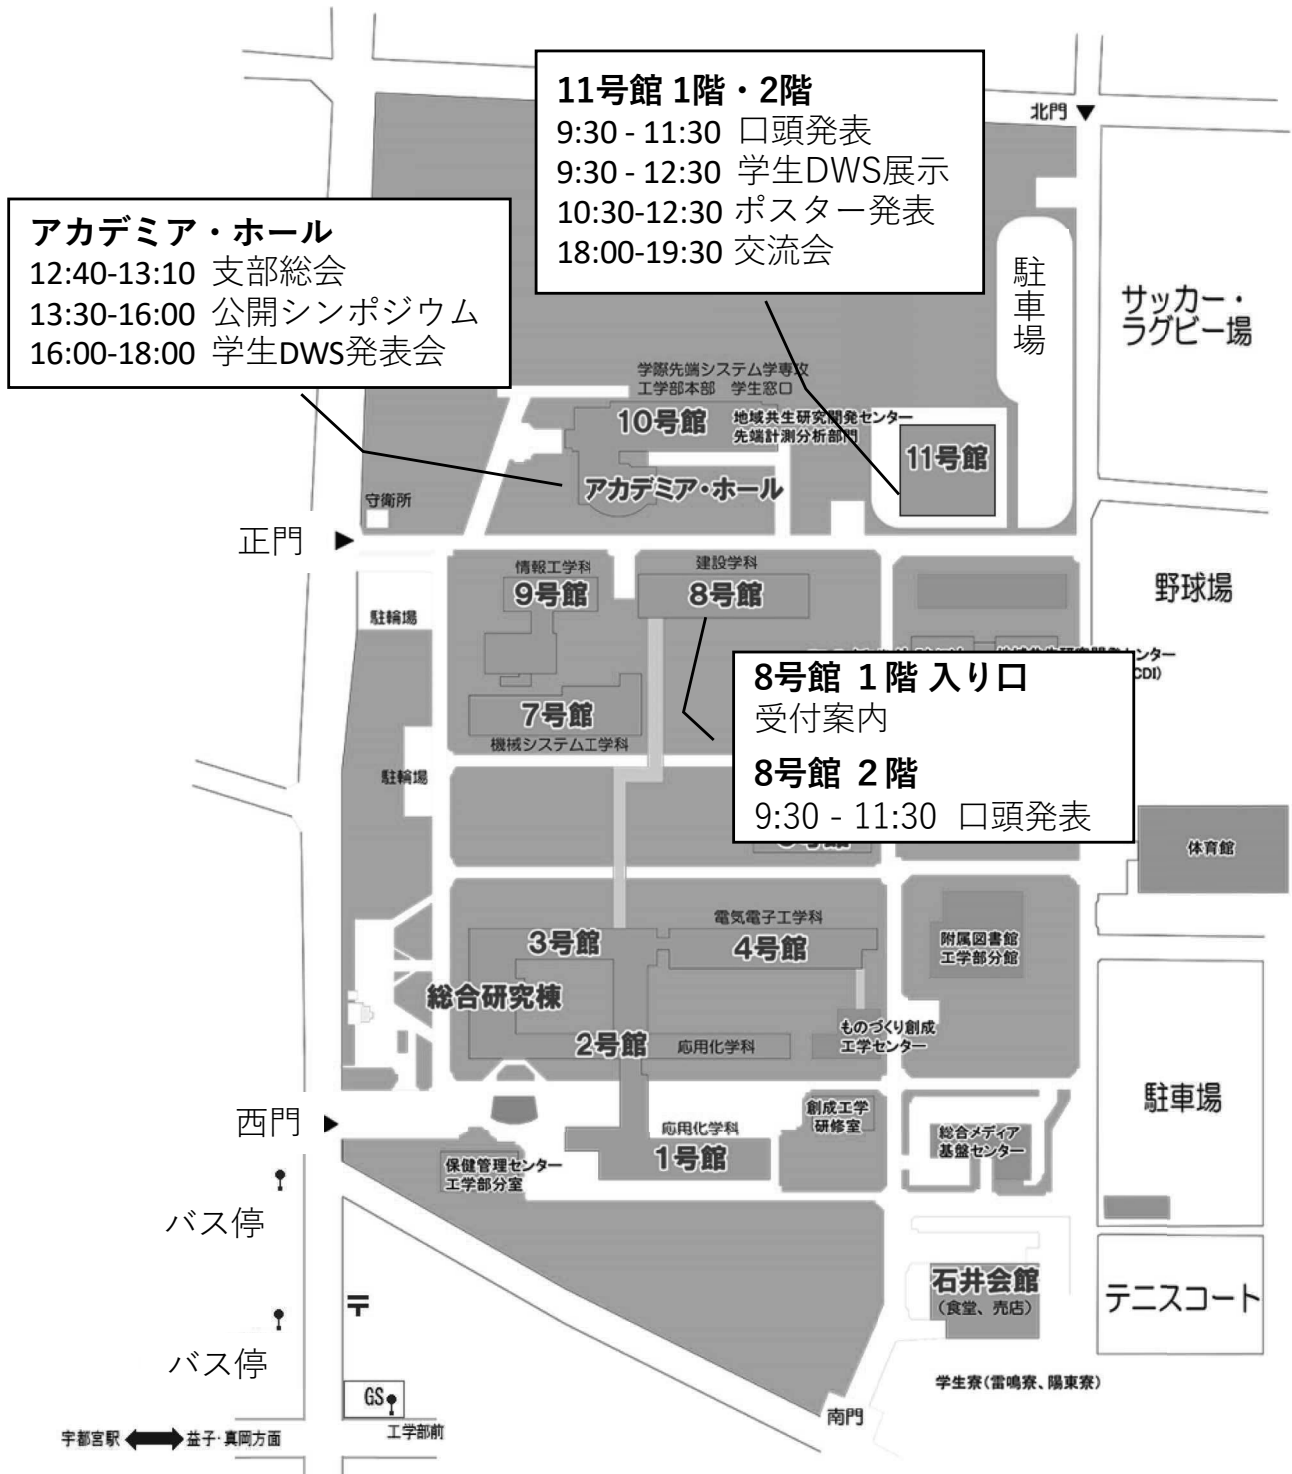 11号館 1階・2階
9:30 - 11:30 口頭発表
9:30 - 12:30 学生DWS展示
10:30-12:30 ポスター発表
18:00-19:30 交流会
北門
アカデミア・ホール
12:40-13:10 支部総会
13:30-16:00 公開シンポジウム
16:00-18:00 学生DWS発表会
駐車場
サッカー・
ラグビー場
学際先端システム学専攻
工学部本部 学生窓口
10号館
地域共生研究開発センター
先端計測分析部門
11号館
アカデミア・ホール
守衛所
正門
情報工学科
9号館
建設学科
8号館
野球場
駐輪場
ンター
CDI)
8号館 1階 入り口
受付案内
8号館 2階
9:30 - 11:30 口頭発表
7号館
機械システム工学科
駐輪場
体育館
電気電子工学科
3号館
4号館
附属図書館
工学部分館
総合研究棟
ものづくり創成
工学センター
2号館
応用化学科
駐車場
西門
創成工学
研修室
総合メディア
基盤センター
応用化学科
1号館
保健管理センター
工学部分室
バス停
石井会館
(食堂、売店)
テニスコート
〒
バス停
学生寮(雷鳴寮、陽東寮)
GS
南門
工学部前
宇都宮駅
益子・真岡方面